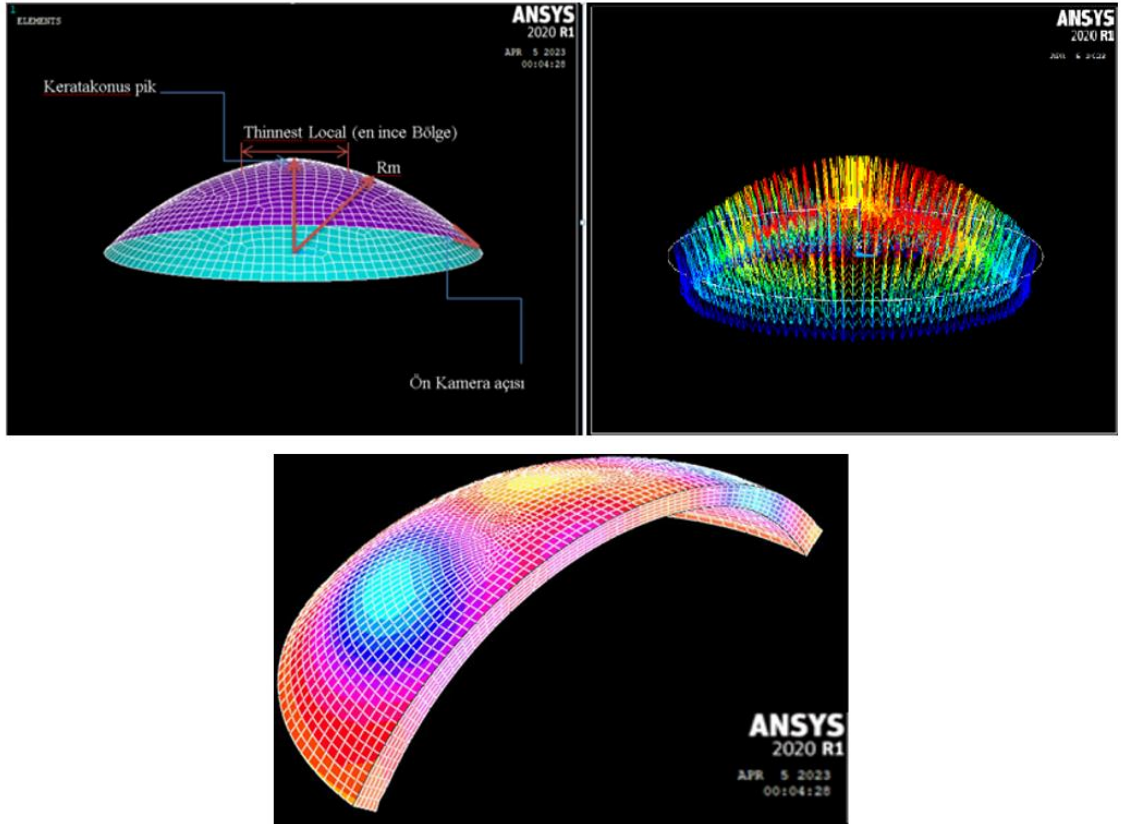 1
ELEMENTS
ANSYS
2020 R1
APR 5 2023
00:04:28
Keratakonus pik
Thinnest Local (en ince Bölge)
Rm
Ön Kamera açısı
ANSYS
2020 R1
ANSYS
2020 R1
APR 5 2023
00:04:28